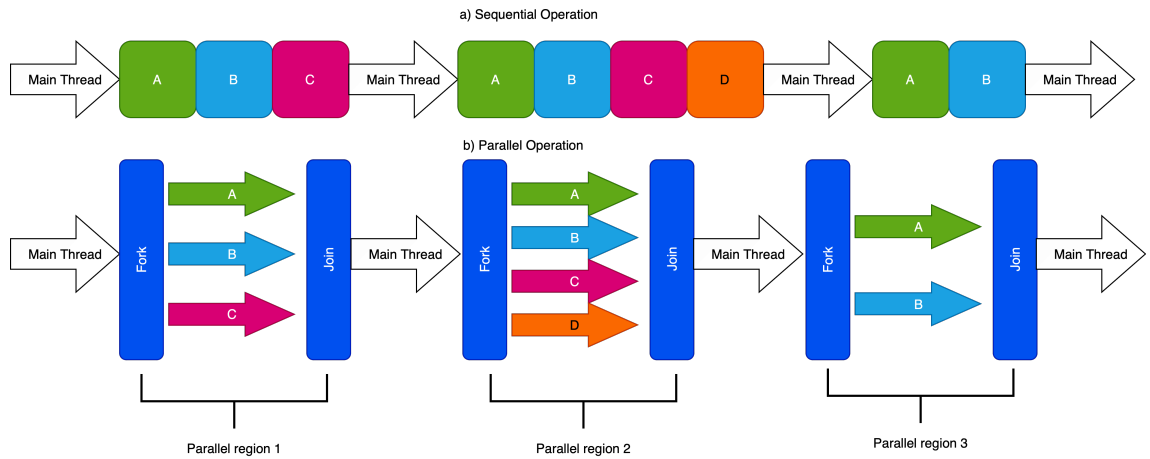 a) Sequential Operation
Main Thread
A
B
C
Main Thread
A
B
C
D
Main Thread
A
B
Main Thread
b) Parallel Operation
Main Thread
Fork
A
B
C
Join
Main Thread
Fork
A
B
C
D
Join
Main Thread
Fork
A
B
Join
Main Thread
Parallel region 1
Parallel region 2
Parallel region 3